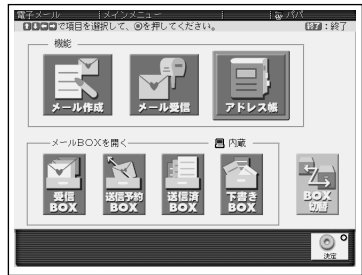 電子メール メインメニュー パパ
で項目を選択して、◎を押してください。 終了:終了
機能
メール作成 メール受信 アドレス帳
メールBOXを開く 内蔵
受信BOX 送信予約BOX 送信済BOX 下書きBOX BOX切替
決定